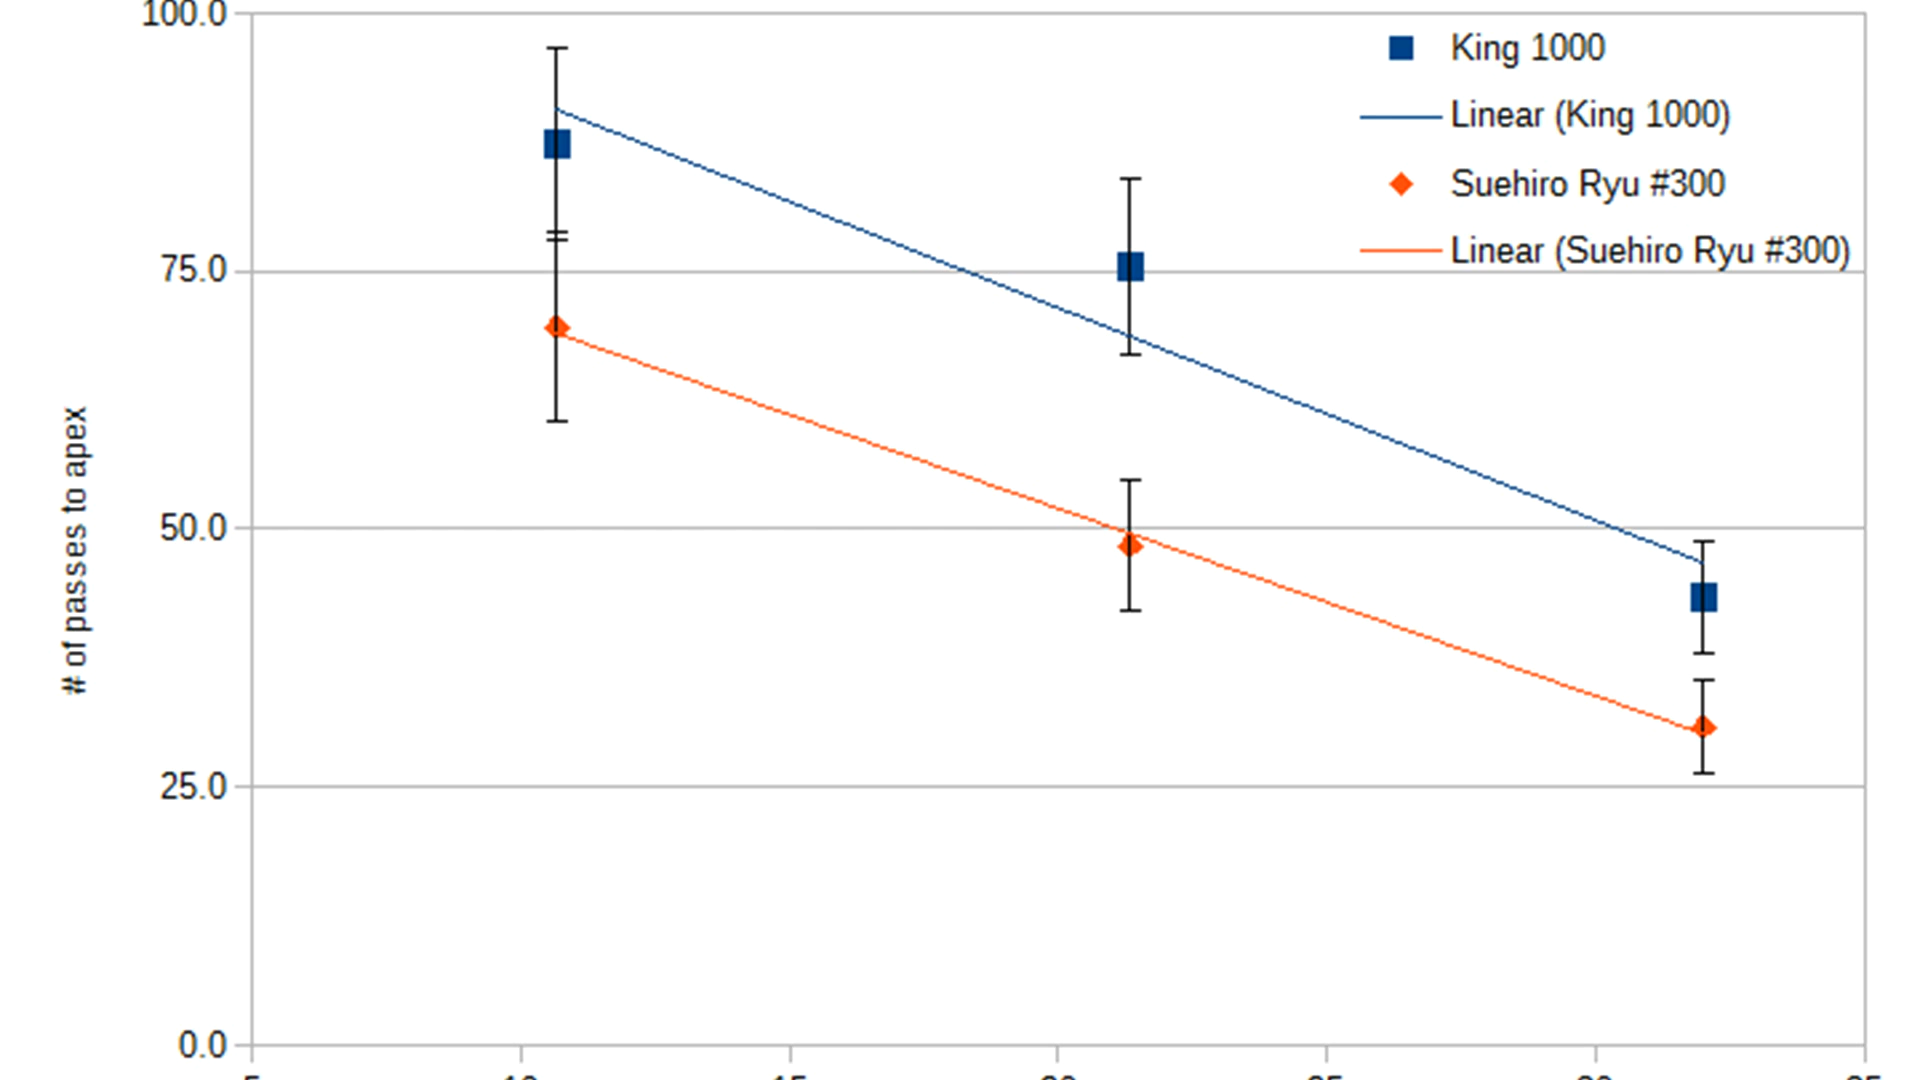 100.0
75.0
50.0
25.0
0.0
# of passes to apex
King 1000
Linear (King 1000)
Suehiro Ryu #300
Linear (Suehiro Ryu #300)